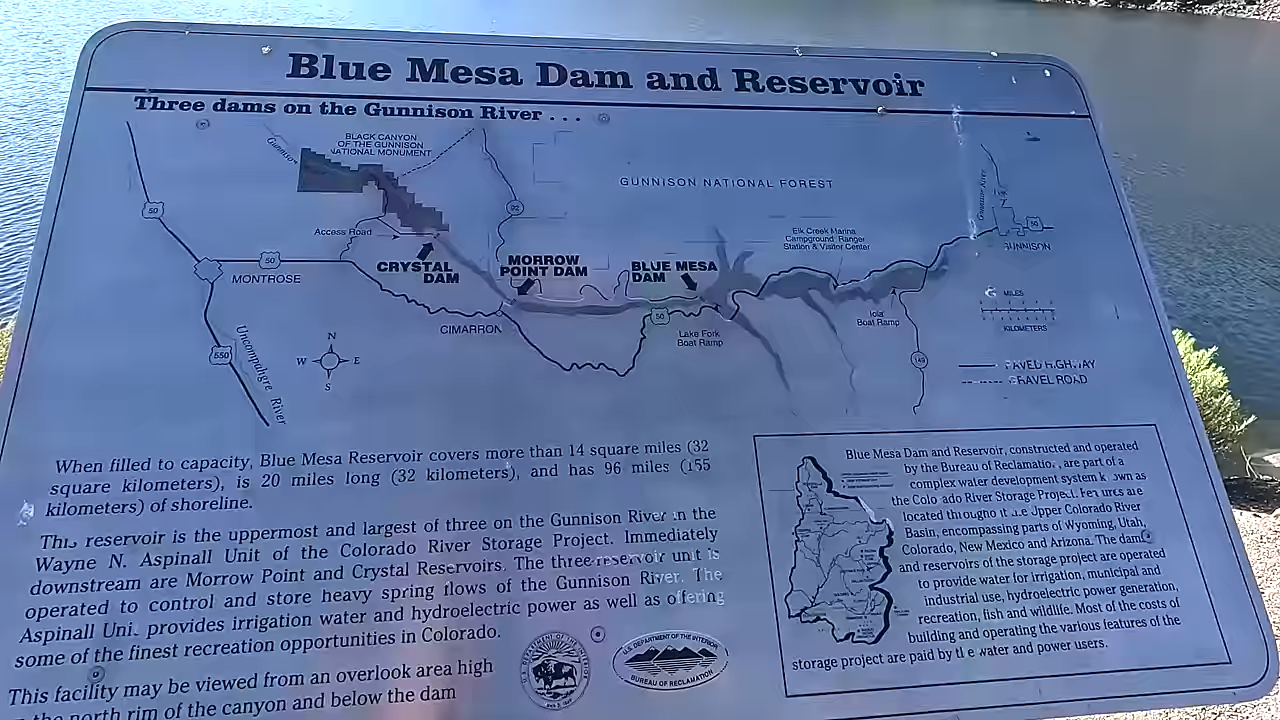 Blue Mesa Dam and Reservoir
Three dams on the Gunnison River . . .
BLACK CANYON
OF THE GUNNISON
NATIONAL MONUMENT
Gunnison
GUNNISON NATIONAL FOREST
50
92
Access Road
Elk Creek Marina
Campground Ranger
Station & Visitor Center
Gunnison River
50
GUNNISON
50
MONTROSE
CRYSTAL
DAM
MORROW
POINT DAM
BLUE MESA
DAM
MILES
KILOMETERS
Iola
Boat Ramp
50
CIMARRON
Lake Fork
Boat Ramp
550
Uncompahgre River
N
W E
S
149
PAVED HIGHWAY
GRAVEL ROAD
When filled to capacity, Blue Mesa Reservoir covers more than 14 square miles (32
square kilometers), is 20 miles long (32 kilometers), and has 96 miles (155
kilometers) of shoreline.
This reservoir is the uppermost and largest of three on the Gunnison River in the
Wayne N. Aspinall Unit of the Colorado River Storage Project. Immediately
downstream are Morrow Point and Crystal Reservoirs. The three-reservoir unit is
operated to control and store heavy spring flows of the Gunnison River. The
Aspinall Unit provides irrigation water and hydroelectric power as well as offering
some of the finest recreation opportunities in Colorado.
This facility may be viewed from an overlook area high
the north rim of the canyon and below the dam
U.S. DEPARTMENT OF THE INTERIOR
U.S. DEPARTMENT OF THE INTERIOR
BUREAU OF RECLAMATION
Blue Mesa Dam and Reservoir, constructed and operated
by the Bureau of Reclamation, are part of a
complex water development system known as
the Colorado River Storage Project. Features are
located throughout the Upper Colorado River
Basin, encompassing parts of Wyoming, Utah,
Colorado, New Mexico and Arizona. The dams
and reservoirs of the storage project are operated
to provide water for irrigation, municipal and
industrial use, hydroelectric power generation,
recreation, fish and wildlife. Most of the costs of
building and operating the various features of the
storage project are paid by the water and power users.